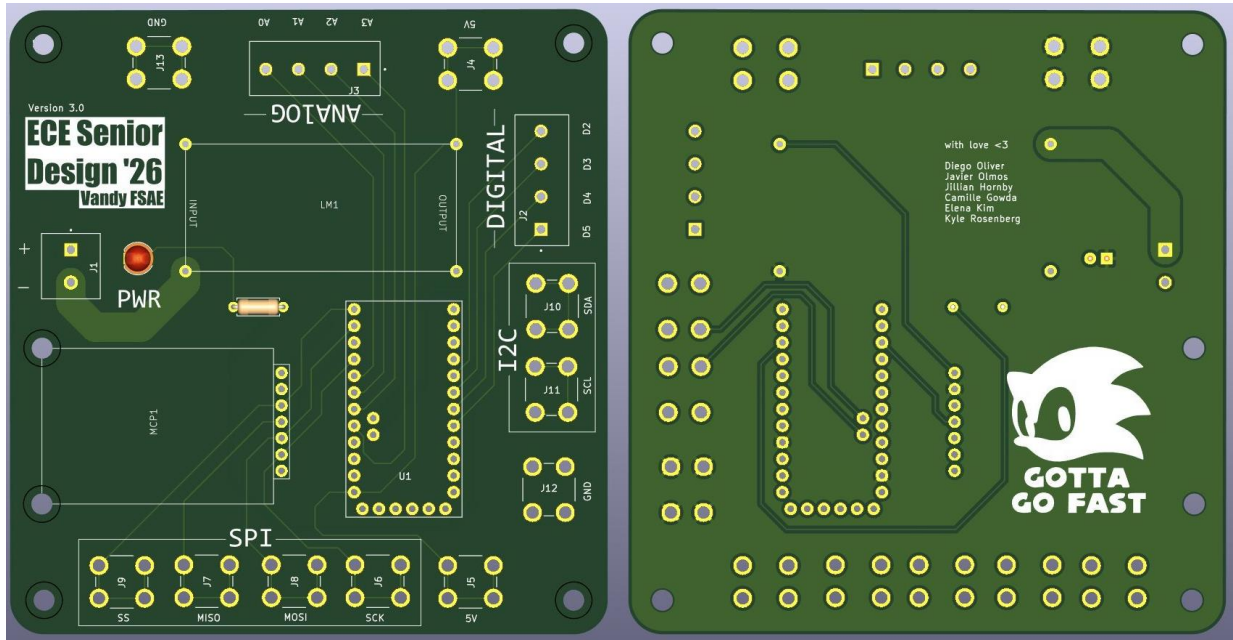 GND
A0
A1
A2
A3
5V
J13
J3
J4
ANALOG
Version 3.0
ECE Senior
Design '26
Vandy FSAE
DIGITAL
D2
D3
D4
D5
J2
INPUT
LM1
OUTPUT
+
-
J1
PWR
I2C
J10
SDA
J11
SCL
MCP1
U1
J12
GND
SPI
J9
J7
J8
J6
J5
SS
MISO
MOSI
SCK
5V
with love <3
Diego Oliver
Javier Olmos
Jillian Hornby
Camille Gowda
Elena Kim
Kyle Rosenberg
GOTTA
GO FAST